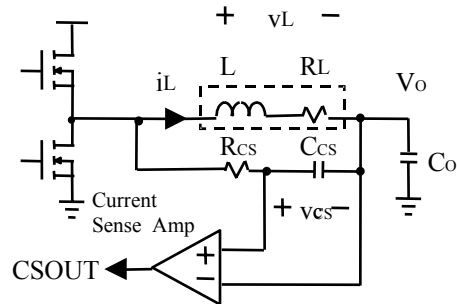 + vL −
iL L RL VO
RCS CCS
CO
Current
Sense Amp
+ vCS −
+
−
CSOUT